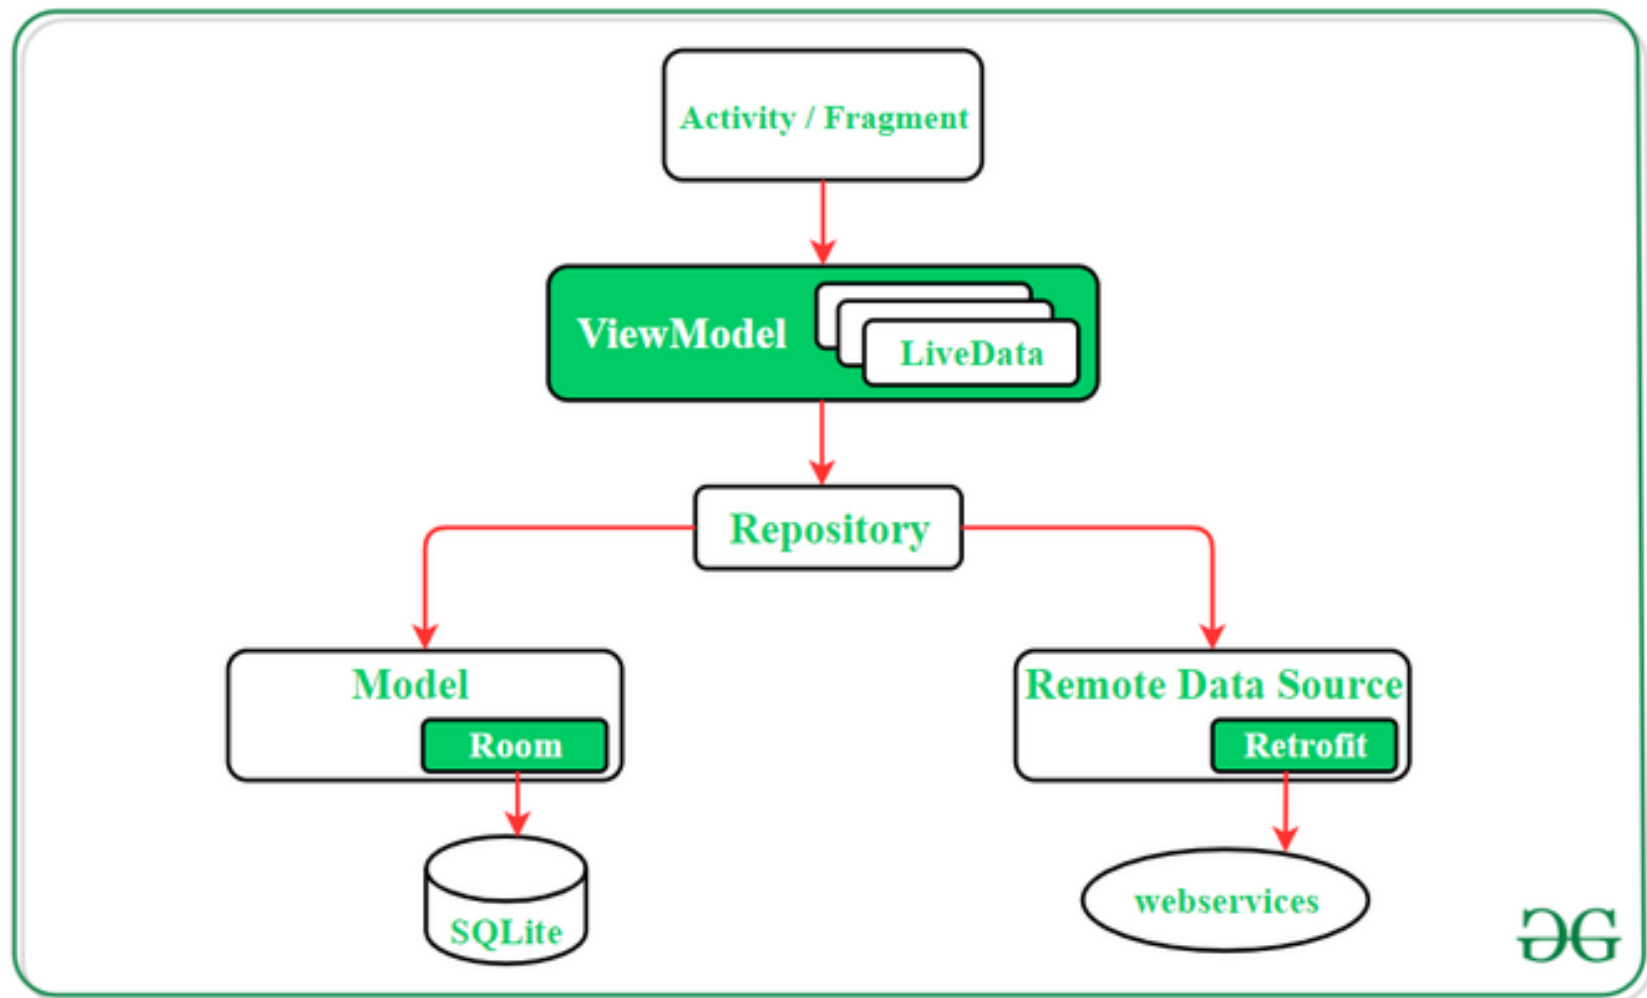 Activity / Fragment
ViewModel
LiveData
Repository
Model
Room
Remote Data Source
Retrofit
SQLite
webservices